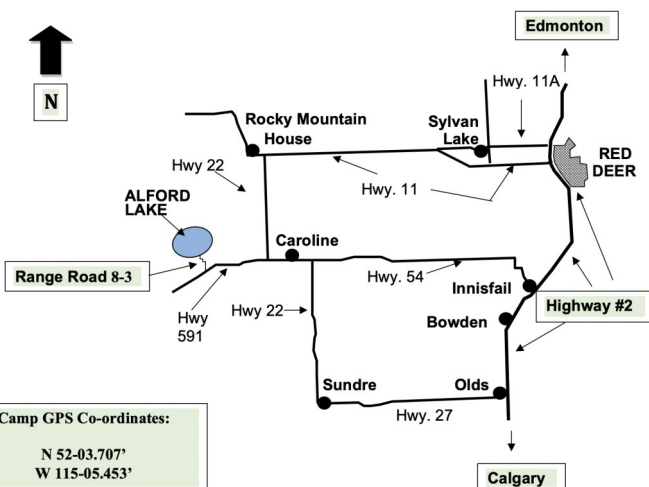 Edmonton
N
Hwy. 11A
Rocky Mountain
House
Sylvan
Lake
RED
DEER
Hwy 22
Hwy. 11
ALFORD
LAKE
Caroline
Range Road 8-3
Hwy. 54
Innisfail
Hwy
591
Hwy 22
Bowden
Highway #2
Sundre
Olds
Hwy. 27
Camp GPS Co-ordinates:
N 52-03.707’
W 115-05.453’
Calgary